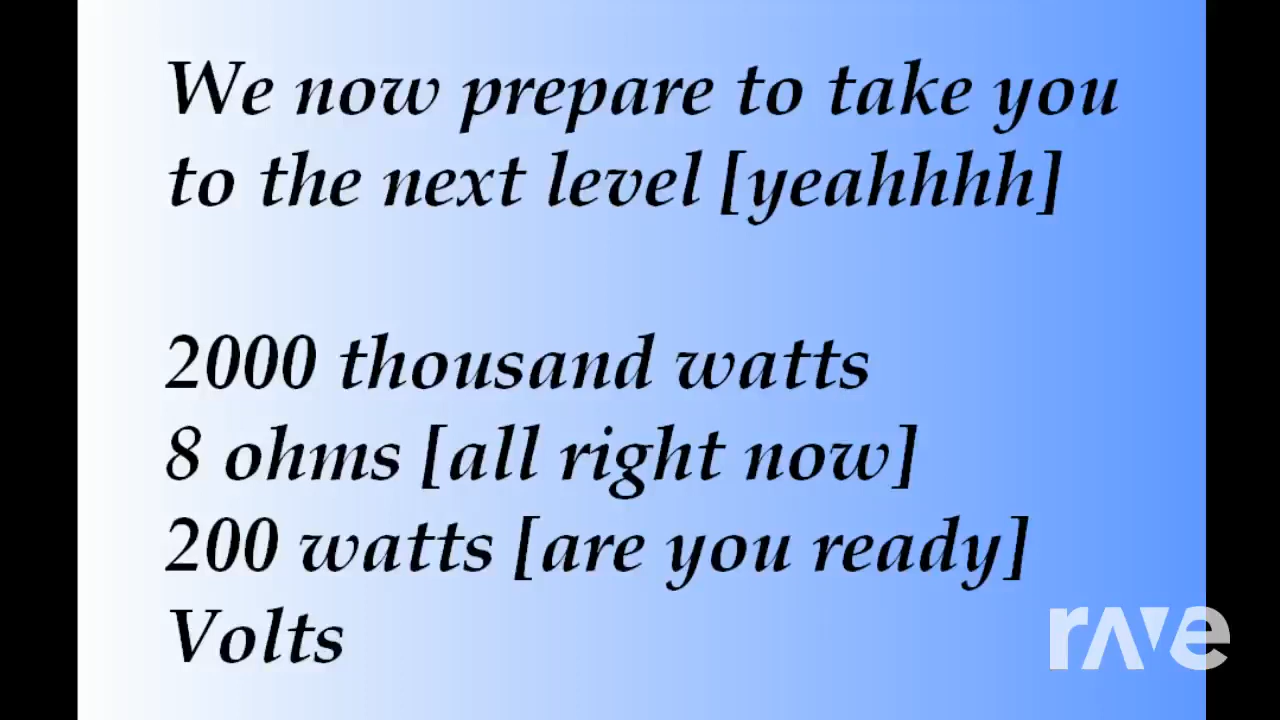 We now prepare to take you
to the next level [yeahhhh]
2000 thousand watts
8 ohms [all right now]
200 watts [are you ready]
Volts
rave